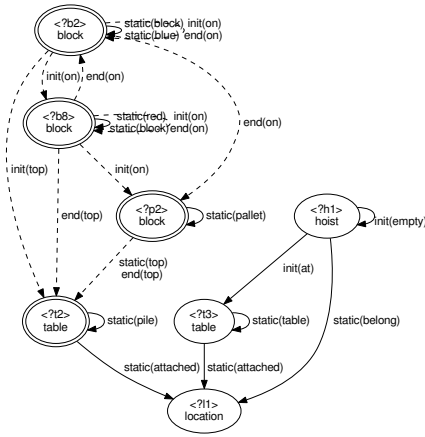 <?b2>
block
static(block) init(on)
static(blue) end(on)
init(on)
end(on)
<?b8>
block
static(red) init(on)
static(block) end(on)
end(on)
init(top)
init(on)
end(top)
<?p2>
block
static(pallet)
<?h1>
hoist
init(empty)
static(top)
end(top)
init(at)
<?t2>
table
static(pile)
<?t3>
table
static(table)
static(belong)
static(attached)
static(attached)
<?l1>
location